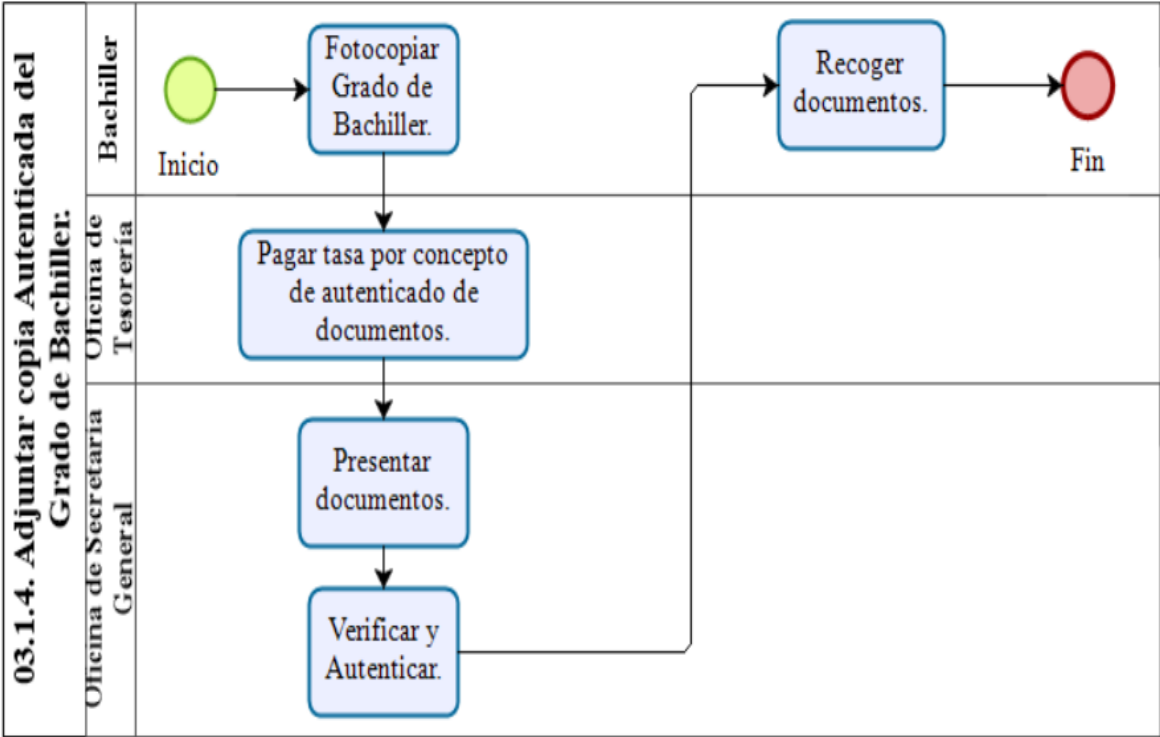 03.1.4. Adjuntar copia Autenticada del
Grado de Bachiller.
Bachiller
Inicio
Fotocopiar
Grado de
Bachiller.
Recoger
documentos.
Fin
Oficina de
Tesorería
Pagar tasa por concepto
de autenticado de
documentos.
Oficina de Secretaria
General
Presentar
documentos.
Verificar y
Autenticar.